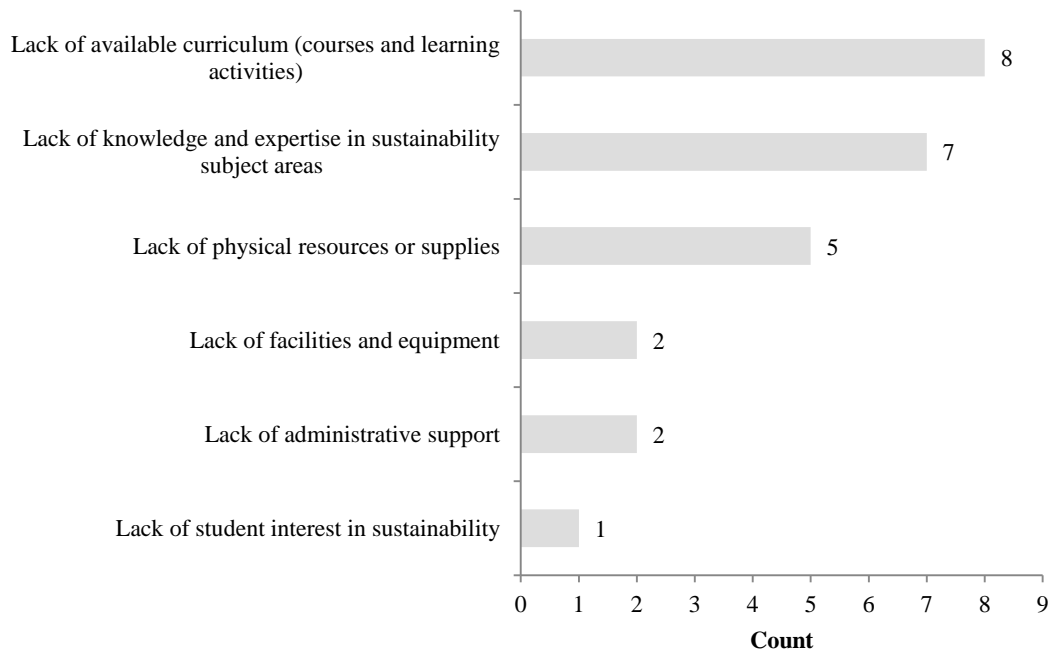 Lack of available curriculum (courses and learning
activities)
8
Lack of knowledge and expertise in sustainability
subject areas
7
Lack of physical resources or supplies
5
Lack of facilities and equipment
2
Lack of administrative support
2
Lack of student interest in sustainability
1
0 1 2 3 4 5 6 7 8 9
Count